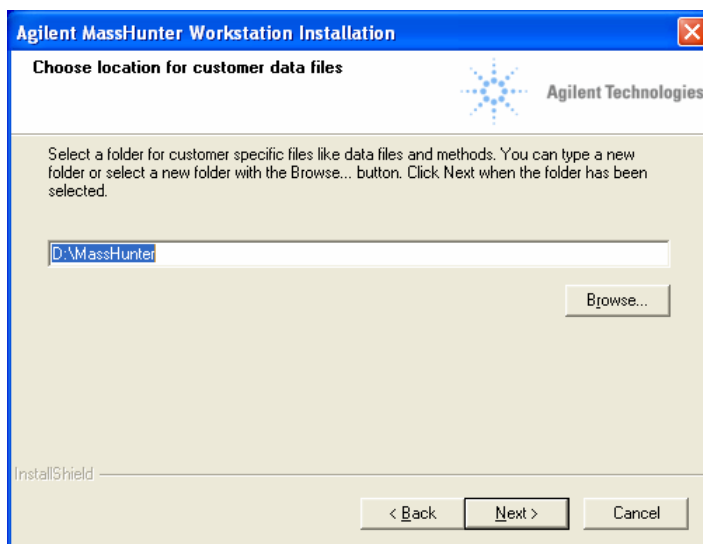 Agilent MassHunter Workstation Installation
Choose location for customer data files
Agilent Technologies
Select a folder for customer specific files like data files and methods. You can type a new
folder or select a new folder with the Browse... button. Click Next when the folder has been
selected.
D:\MassHunter
Browse...
InstallShield
< Back
Next >
Cancel